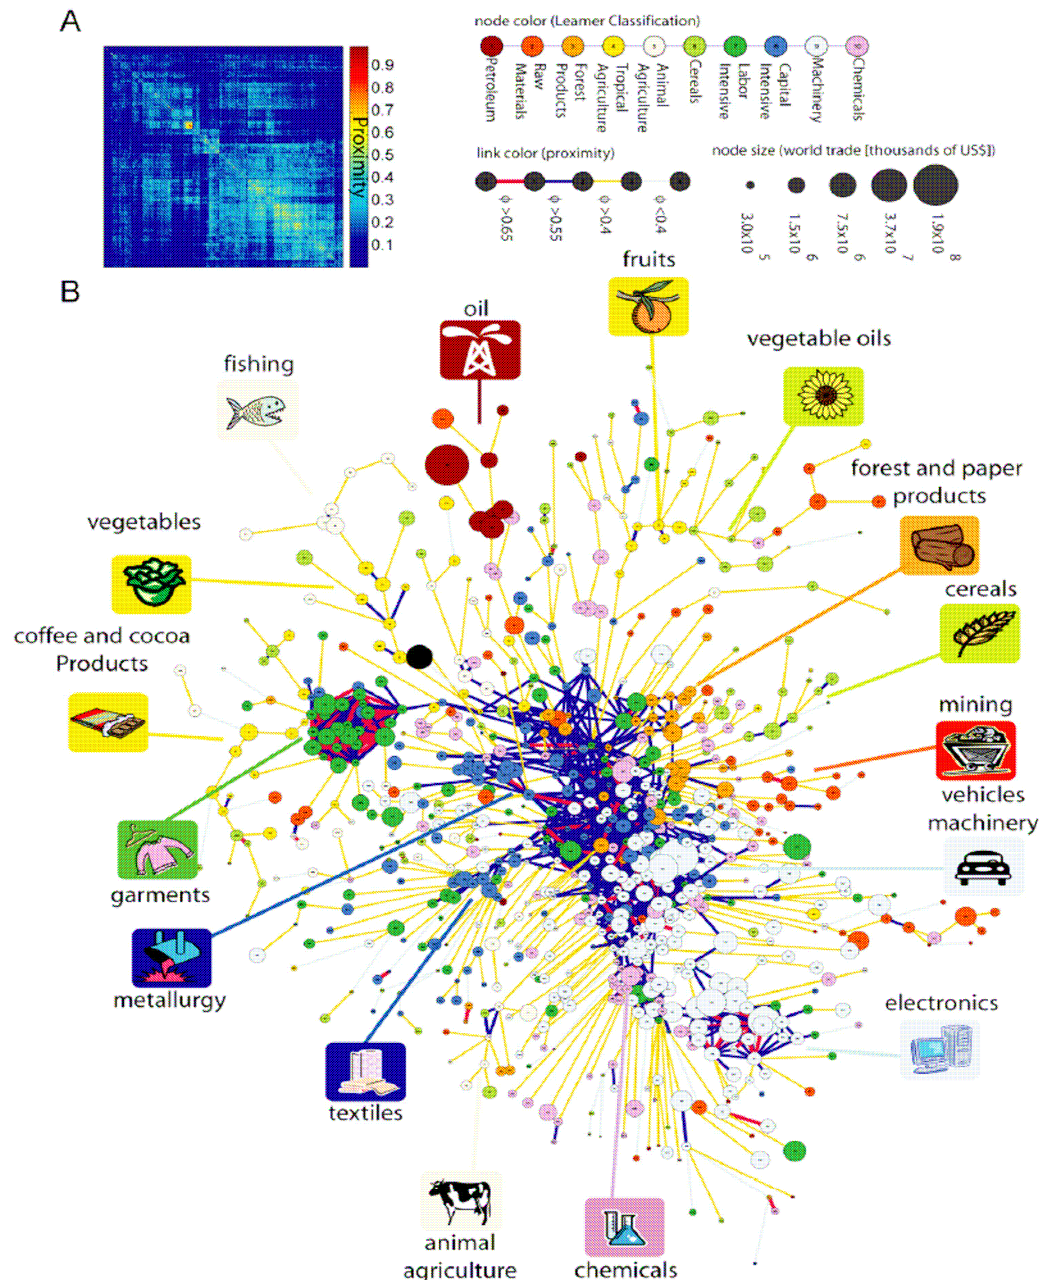 A
node color (Leamer Classification)
Petroleum
Raw
Materials
Forest
Products
Tropical
Agriculture
Animal
Agriculture
Cereals
Labor
Intensive
Capital
Intensive
Machinery
Chemicals
0.9
0.8
0.7
0.6
0.5
0.4
0.3
0.2
0.1
Proximity
link color (proximity)
ϕ >0.65
ϕ >0.55
ϕ >0.4
ϕ <0.4
node size (world trade [thousands of US$])
3.0x10 5
1.5x10 6
7.5x10 6
3.7x10 7
1.9x10 8
B
fruits
oil
vegetable oils
fishing
forest and paper
products
vegetables
cereals
coffee and cocoa
Products
mining
vehicles
machinery
garments
metallurgy
electronics
textiles
animal
agriculture
chemicals